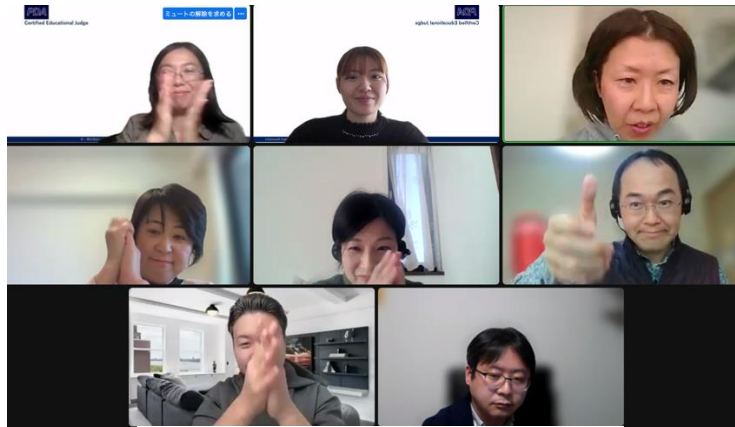 PDA
Certified Educational Judge
ミュートの解除を求める
PDA
Certified Educational Judge